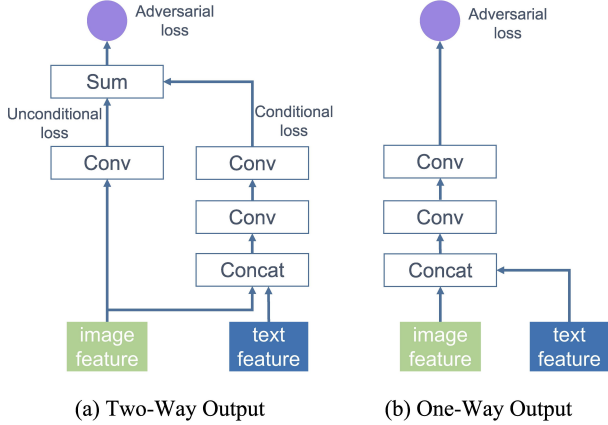 Adversarial
loss
Sum
Unconditional
loss
Conditional
loss
Conv
Conv
Conv
Concat
image
feature
text
feature
(a) Two-Way Output
Adversarial
loss
Conv
Conv
Concat
image
feature
text
feature
(b) One-Way Output